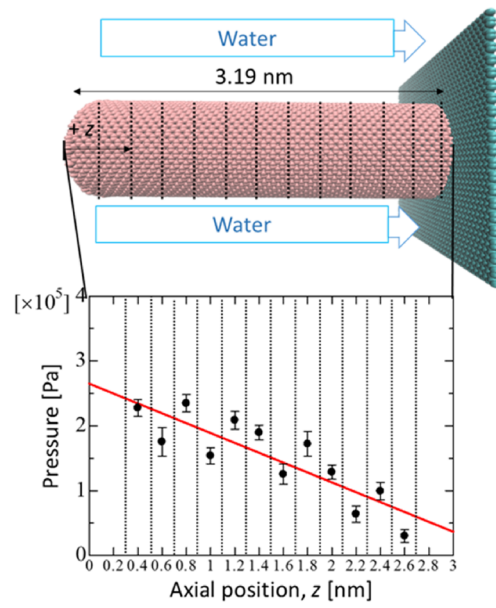 Water
3.19 nm
+ z
Water
[×10⁵]
4
3
2
1
0
Pressure [Pa]
0 0.2 0.4 0.6 0.8 1 1.2 1.4 1.6 1.8 2 2.2 2.4 2.6 2.8 3
Axial position, z [nm]